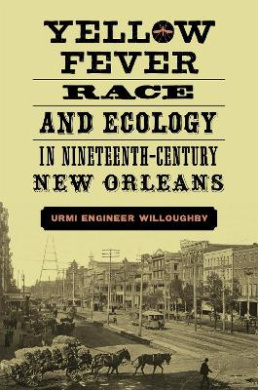 YELLOW
FEVER
RACE
AND ECOLOGY
IN NINETEENTH-CENTURY
NEW ORLEANS
URMI ENGINEER WILLOUGHBY